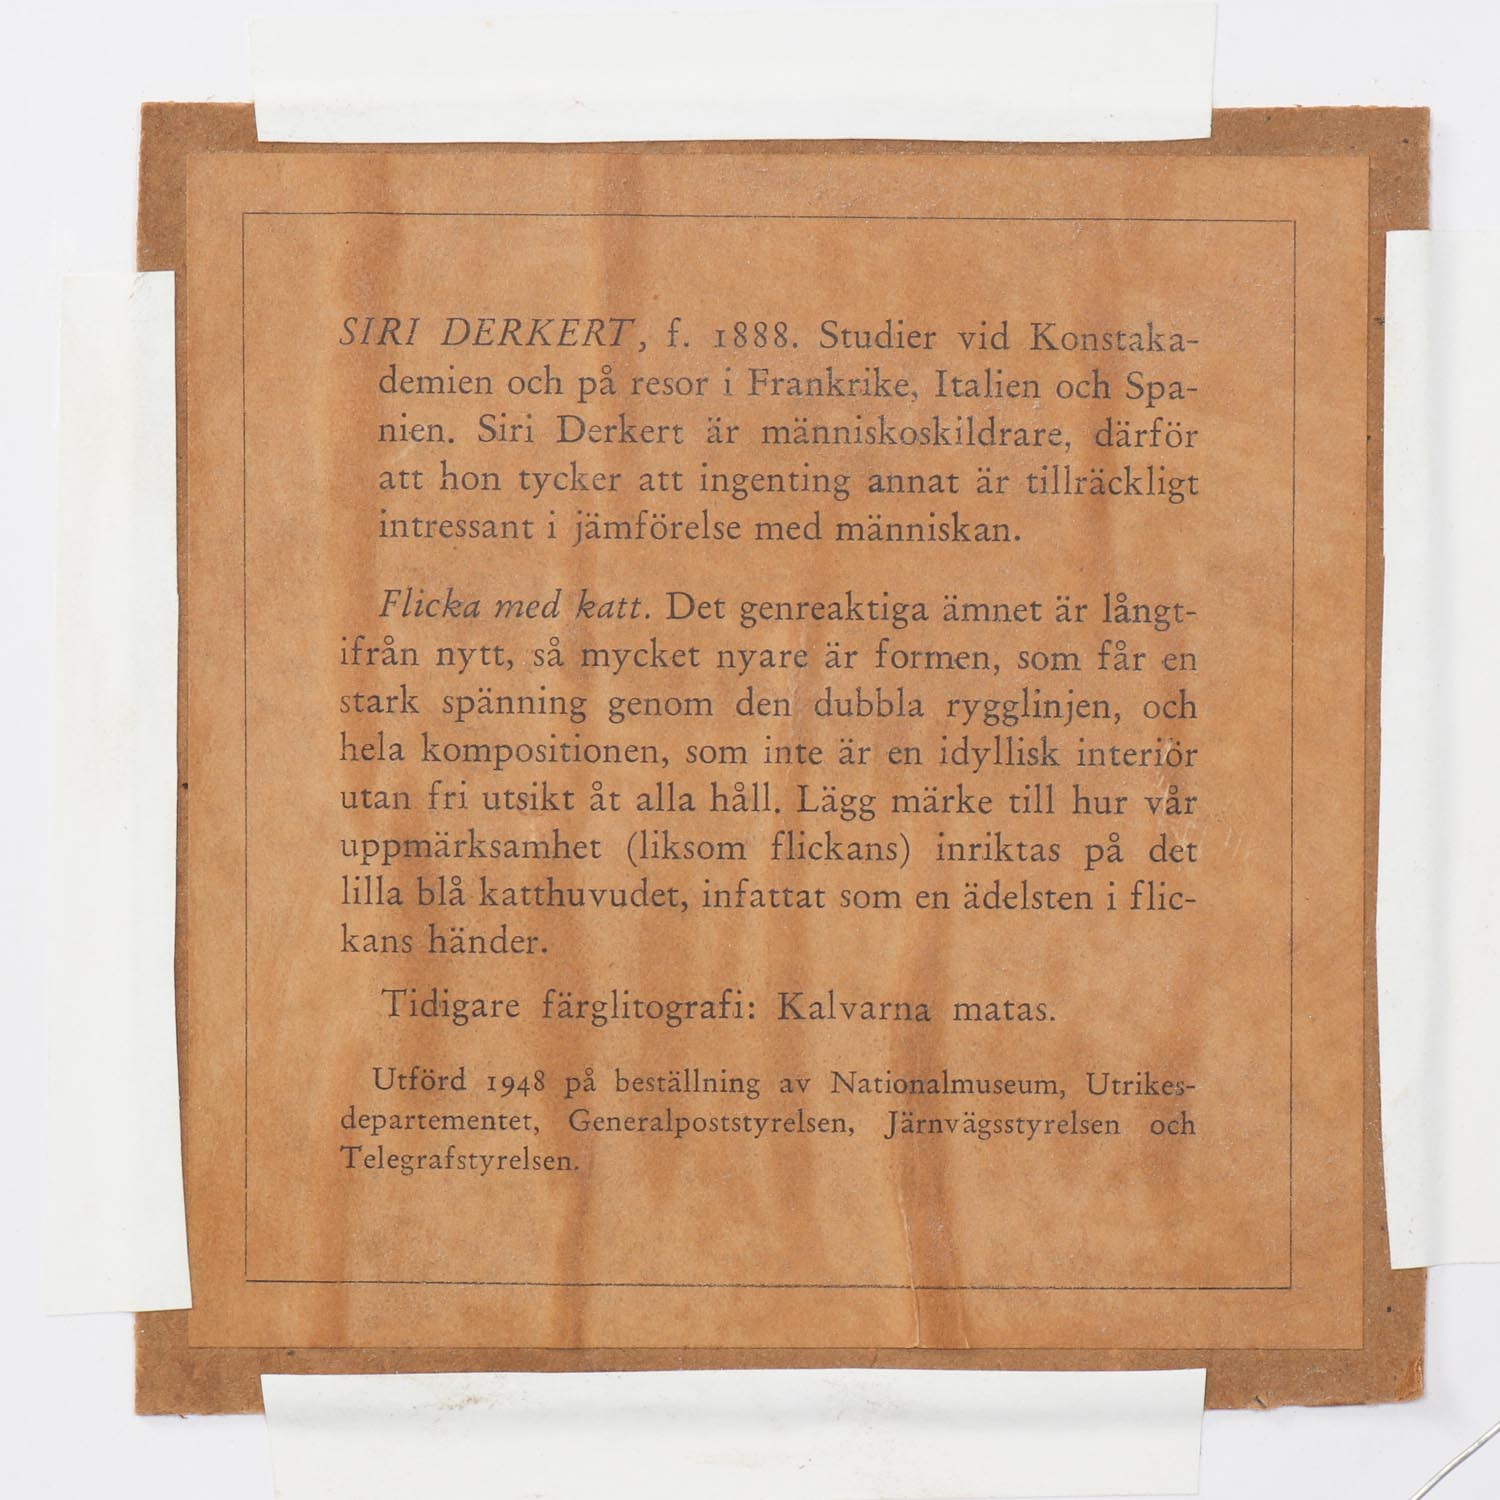 SIRI DERKERT, f. 1888. Studier vid Konstaka-
demien och på resor i Frankrike, Italien och Spa-
nien. Siri Derkert är människoskildrare, därför
att hon tycker att ingenting annat är tillräckligt
intressant i jämförelse med människan.
Flicka med katt. Det genreaktiga ämnet är långt-
ifrån nytt, så mycket nyare är formen, som får en
stark spänning genom den dubbla rygglinjen, och
hela kompositionen, som inte är en idyllisk interiör
utan fri utsikt åt alla håll. Lägg märke till hur vår
uppmärksamhet (liksom flickans) inriktas på det
lilla blå katthuvudet, infattat som en ädelsten i flic-
kans händer.
Tidigare färglitografi: Kalvarna matas.
Utförd 1948 på beställning av Nationalmuseum, Utrikes-
departementet, Generalpoststyrelsen, Järnvägsstyrelsen och
Telegrafstyrelsen.